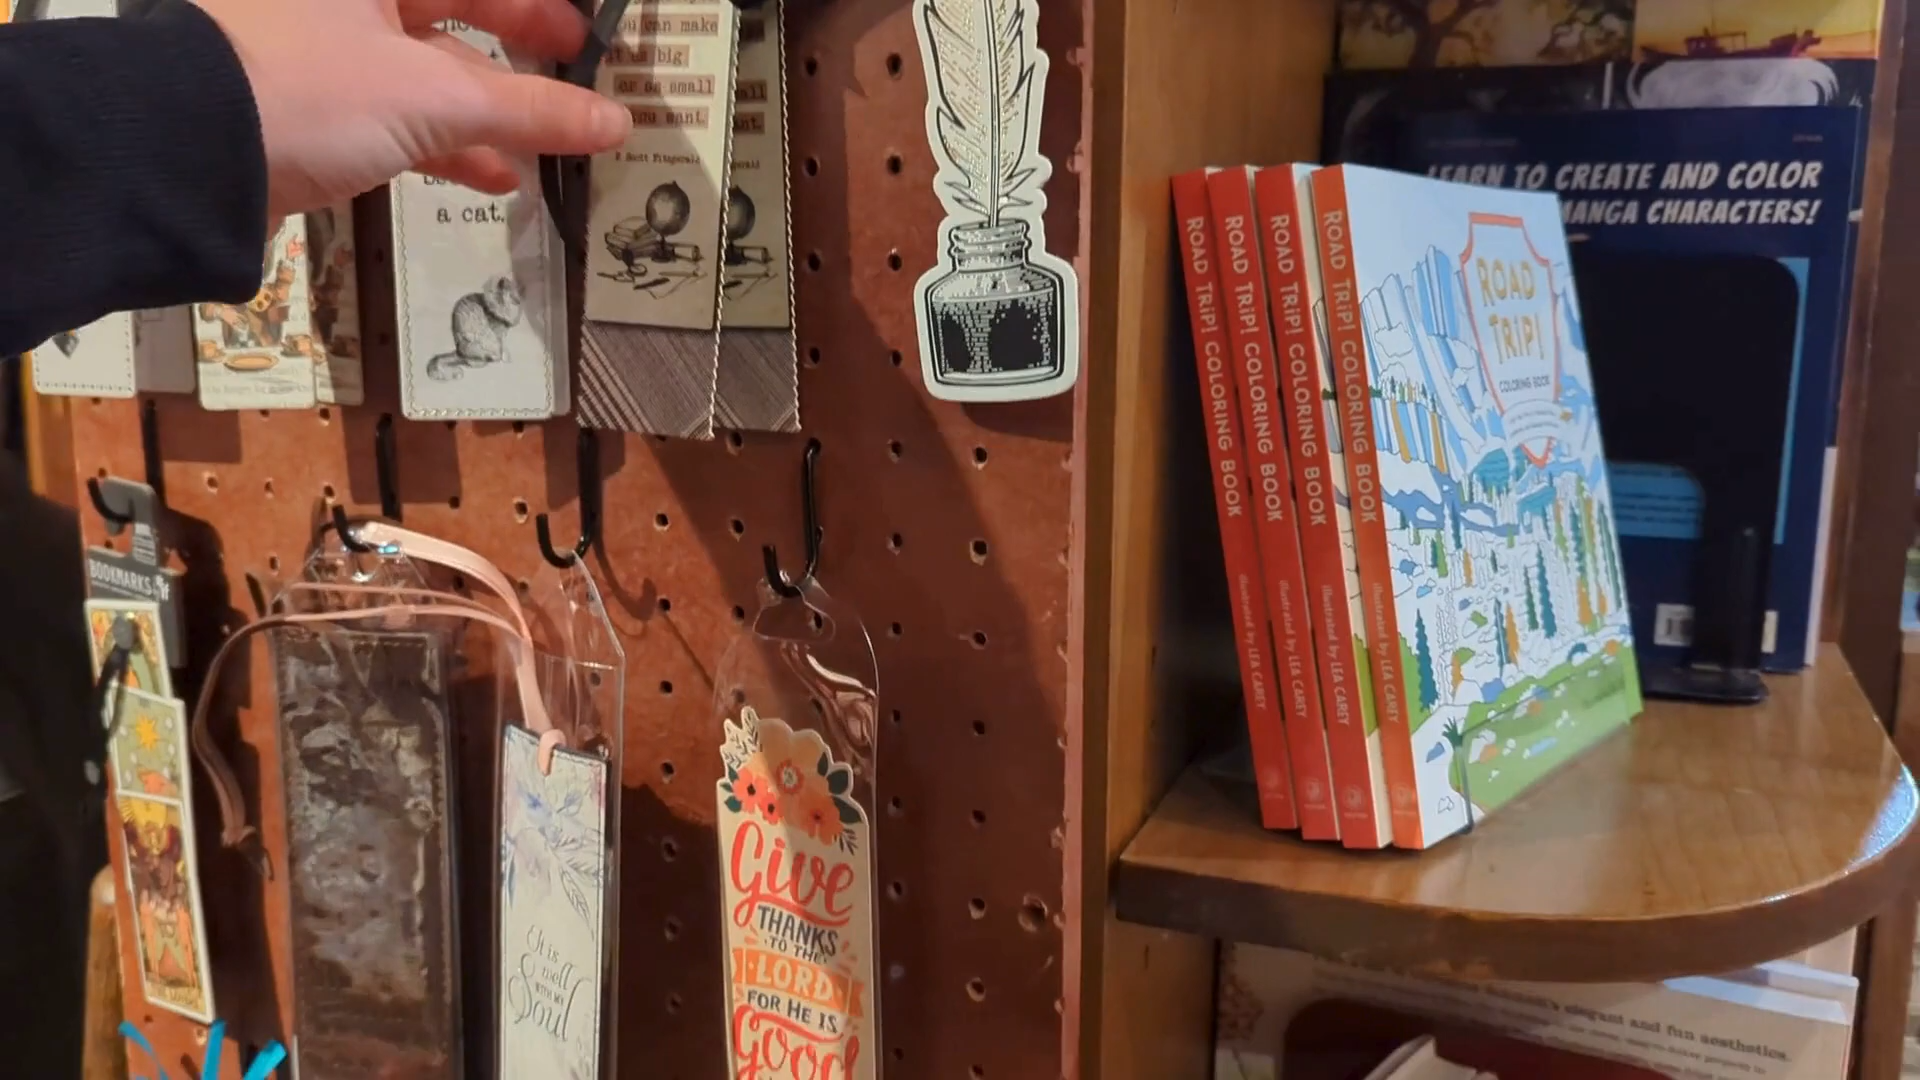 you can make
it as big
or as small
you want.
F Scott Fitzgerald
all
nt.
gerald
a cat.
BOOKMARKS
It is
well
WITH MY
Soul
Give
THANKS
TO THE
LORD
FOR HE IS
Good
ROAD TRIP! COLORING BOOK illustrated by LEA CAREY
ROAD TRIP! COLORING BOOK illustrated by LEA CAREY
ROAD TRIP! COLORING BOOK illustrated by LEA CAREY
ROAD TRIP! COLORING BOOK illustrated by LEA CAREY
ROAD
TRIP!
COLORING BOOK
LEARN TO CREATE AND COLOR
MANGA CHARACTERS!
elegant and fun aesthetics.